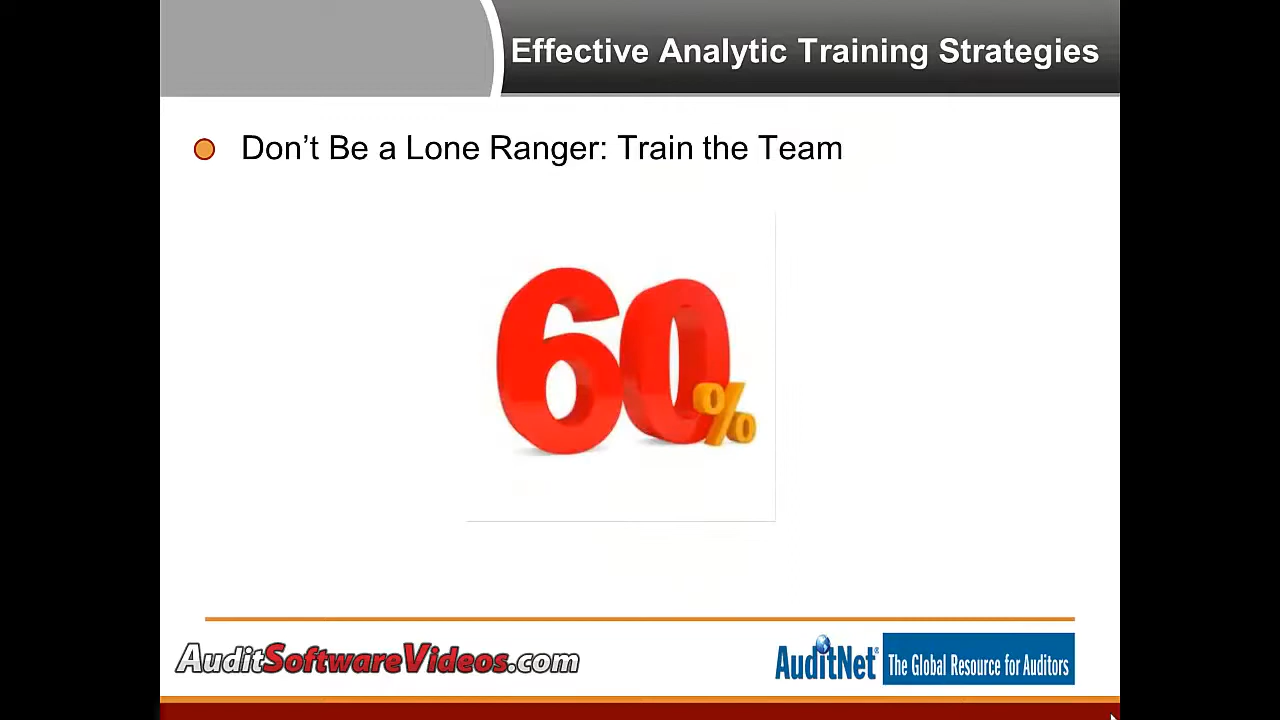 Effective Analytic Training Strategies
Don’t Be a Lone Ranger: Train the Team
60%
AuditSoftwareVideos.com
AuditNet® The Global Resource for Auditors